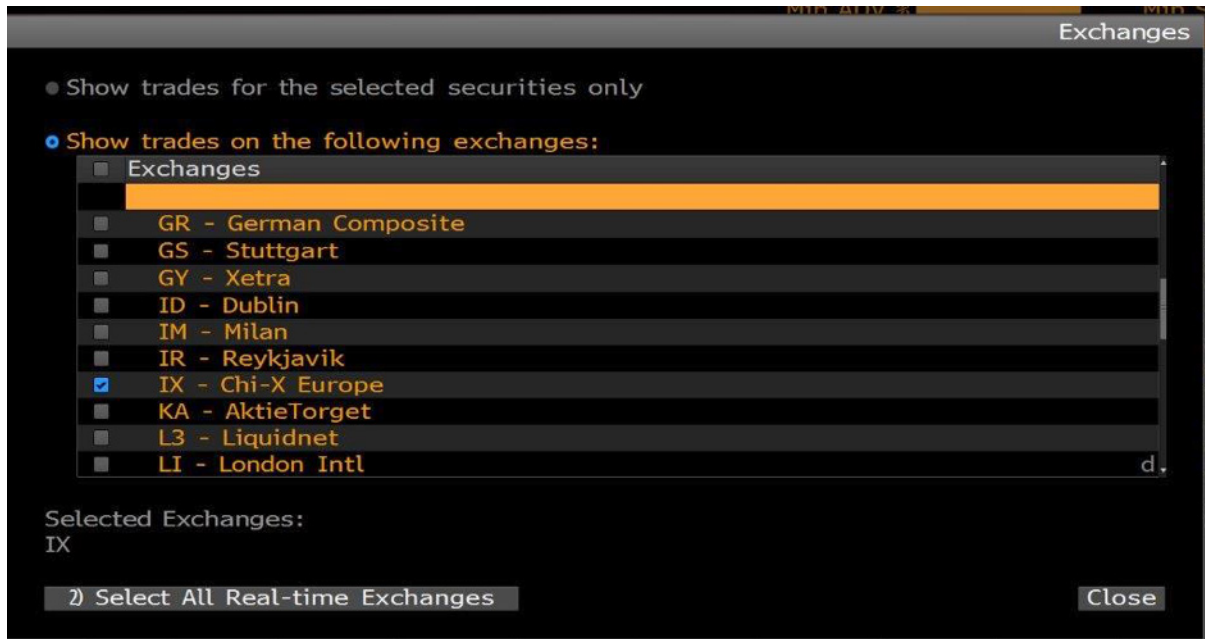 Min ADV %
Exchanges
Show trades for the selected securities only
Show trades on the following exchanges:
Exchanges
GR - German Composite
GS - Stuttgart
GY - Xetra
ID - Dublin
IM - Milan
IR - Reykjavik
IX - Chi-X Europe
KA - AktieTorget
L3 - Liquidnet
LI - London Intl d
Selected Exchanges:
IX
2) Select All Real-time Exchanges Close